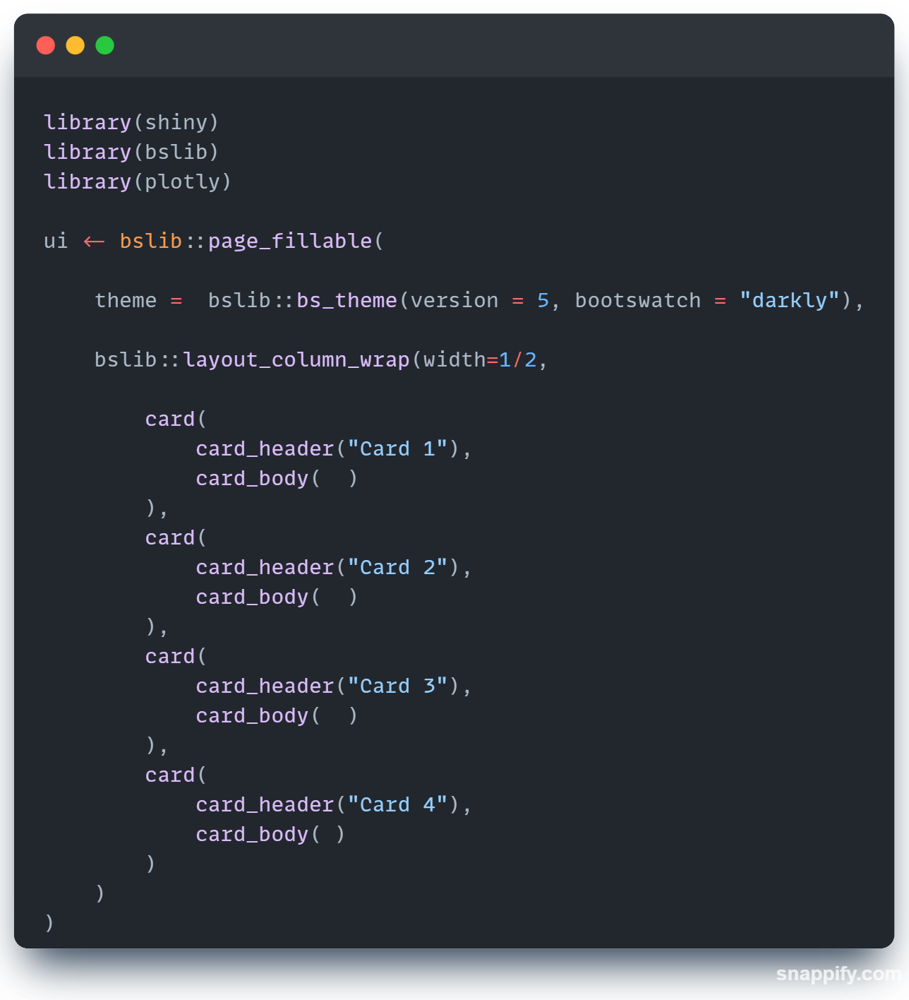 library(shiny)
library(bslib)
library(plotly)
ui <- bslib::page_fillable(
theme =  bslib::bs_theme(version = 5, bootswatch = "darkly"),
bslib::layout_column_wrap(width=1/2,
card(
card_header("Card 1"),
card_body(  )
),
card(
card_header("Card 2"),
card_body(  )
),
card(
card_header("Card 3"),
card_body(  )
),
card(
card_header("Card 4"),
card_body( )
)
)
)
snappify.com